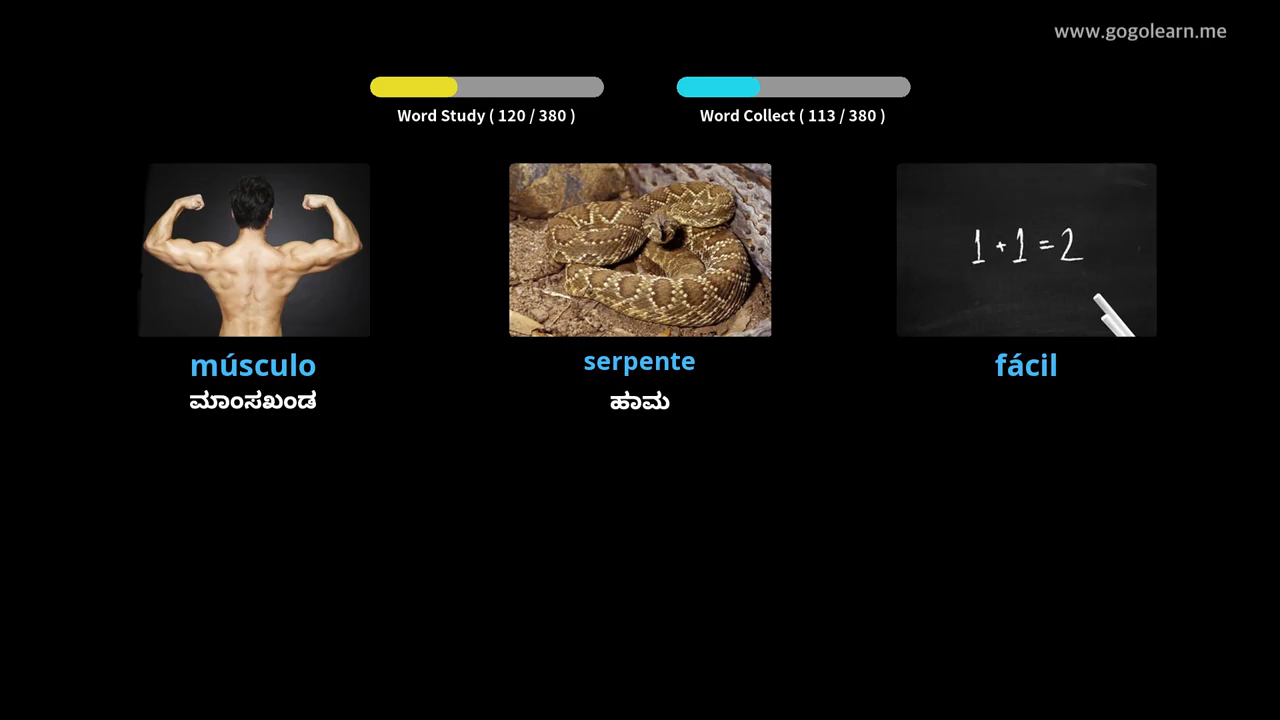 www.gogolearn.me
Word Study ( 120 / 380 )
Word Collect ( 113 / 380 )
1 + 1 = 2
músculo
serpente
fácil
ಮಾಂಸಖಂಡ
ಹಾಮ